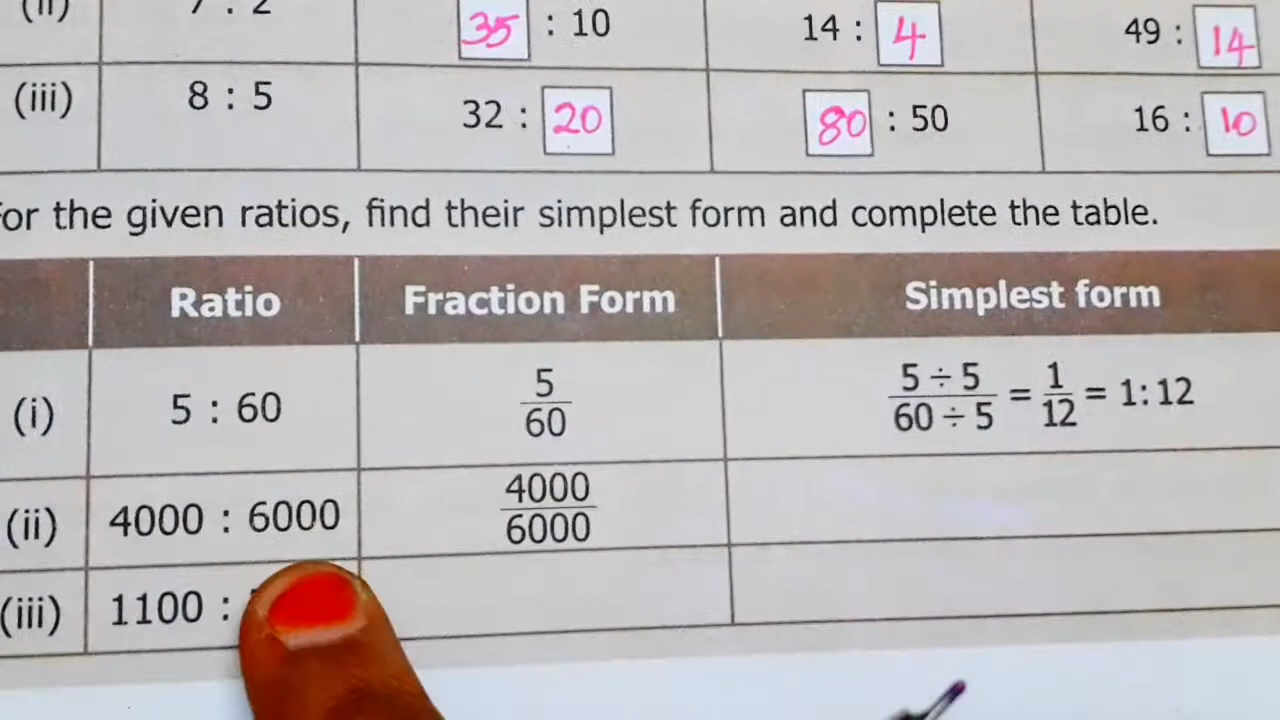 (ii) 7 : 2 35 : 10 14 : 4 49 : 14
(iii) 8 : 5 32 : 20 80 : 50 16 : 10
for the given ratios, find their simplest form and complete the table.
Ratio Fraction Form Simplest form
(i) 5 : 60 5/60 5 ÷ 5/60 ÷ 5 = 1/12 = 1:12
(ii) 4000 : 6000 4000/6000
(iii) 1100 :